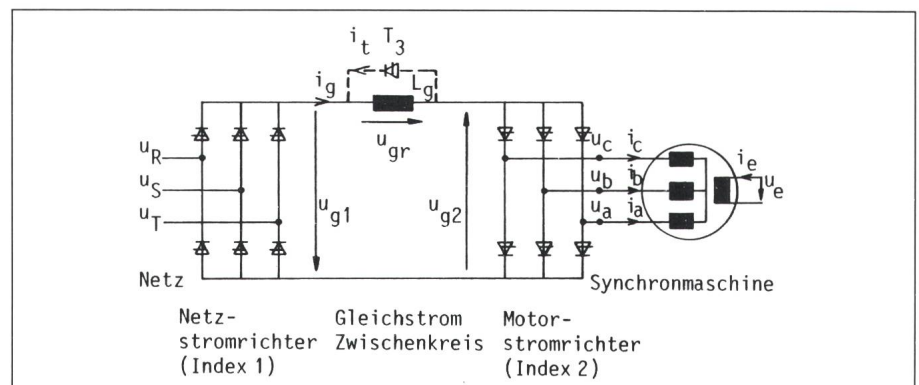 i_t T_3
i_g L_g
u_gr
u_R
u_S
u_T
u_g1
u_g2
u_c i_c
u_b i_b
u_a i_a
i_e
u_e
Netz
Synchronmaschine
Netz-
stromrichter
(Index 1)
Gleichstrom
Zwischenkreis
Motor-
stromrichter
(Index 2)